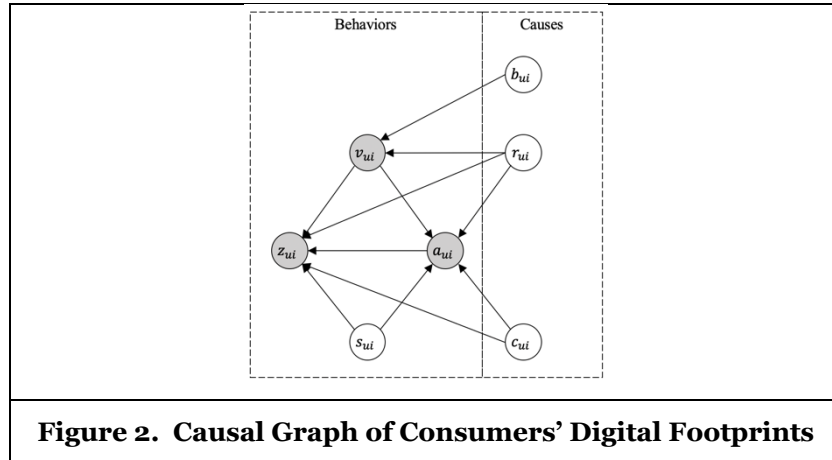 Behaviors Causes
b_ui
v_ui r_ui
z_ui a_ui
s_ui c_ui
Figure 2. Causal Graph of Consumers’ Digital Footprints